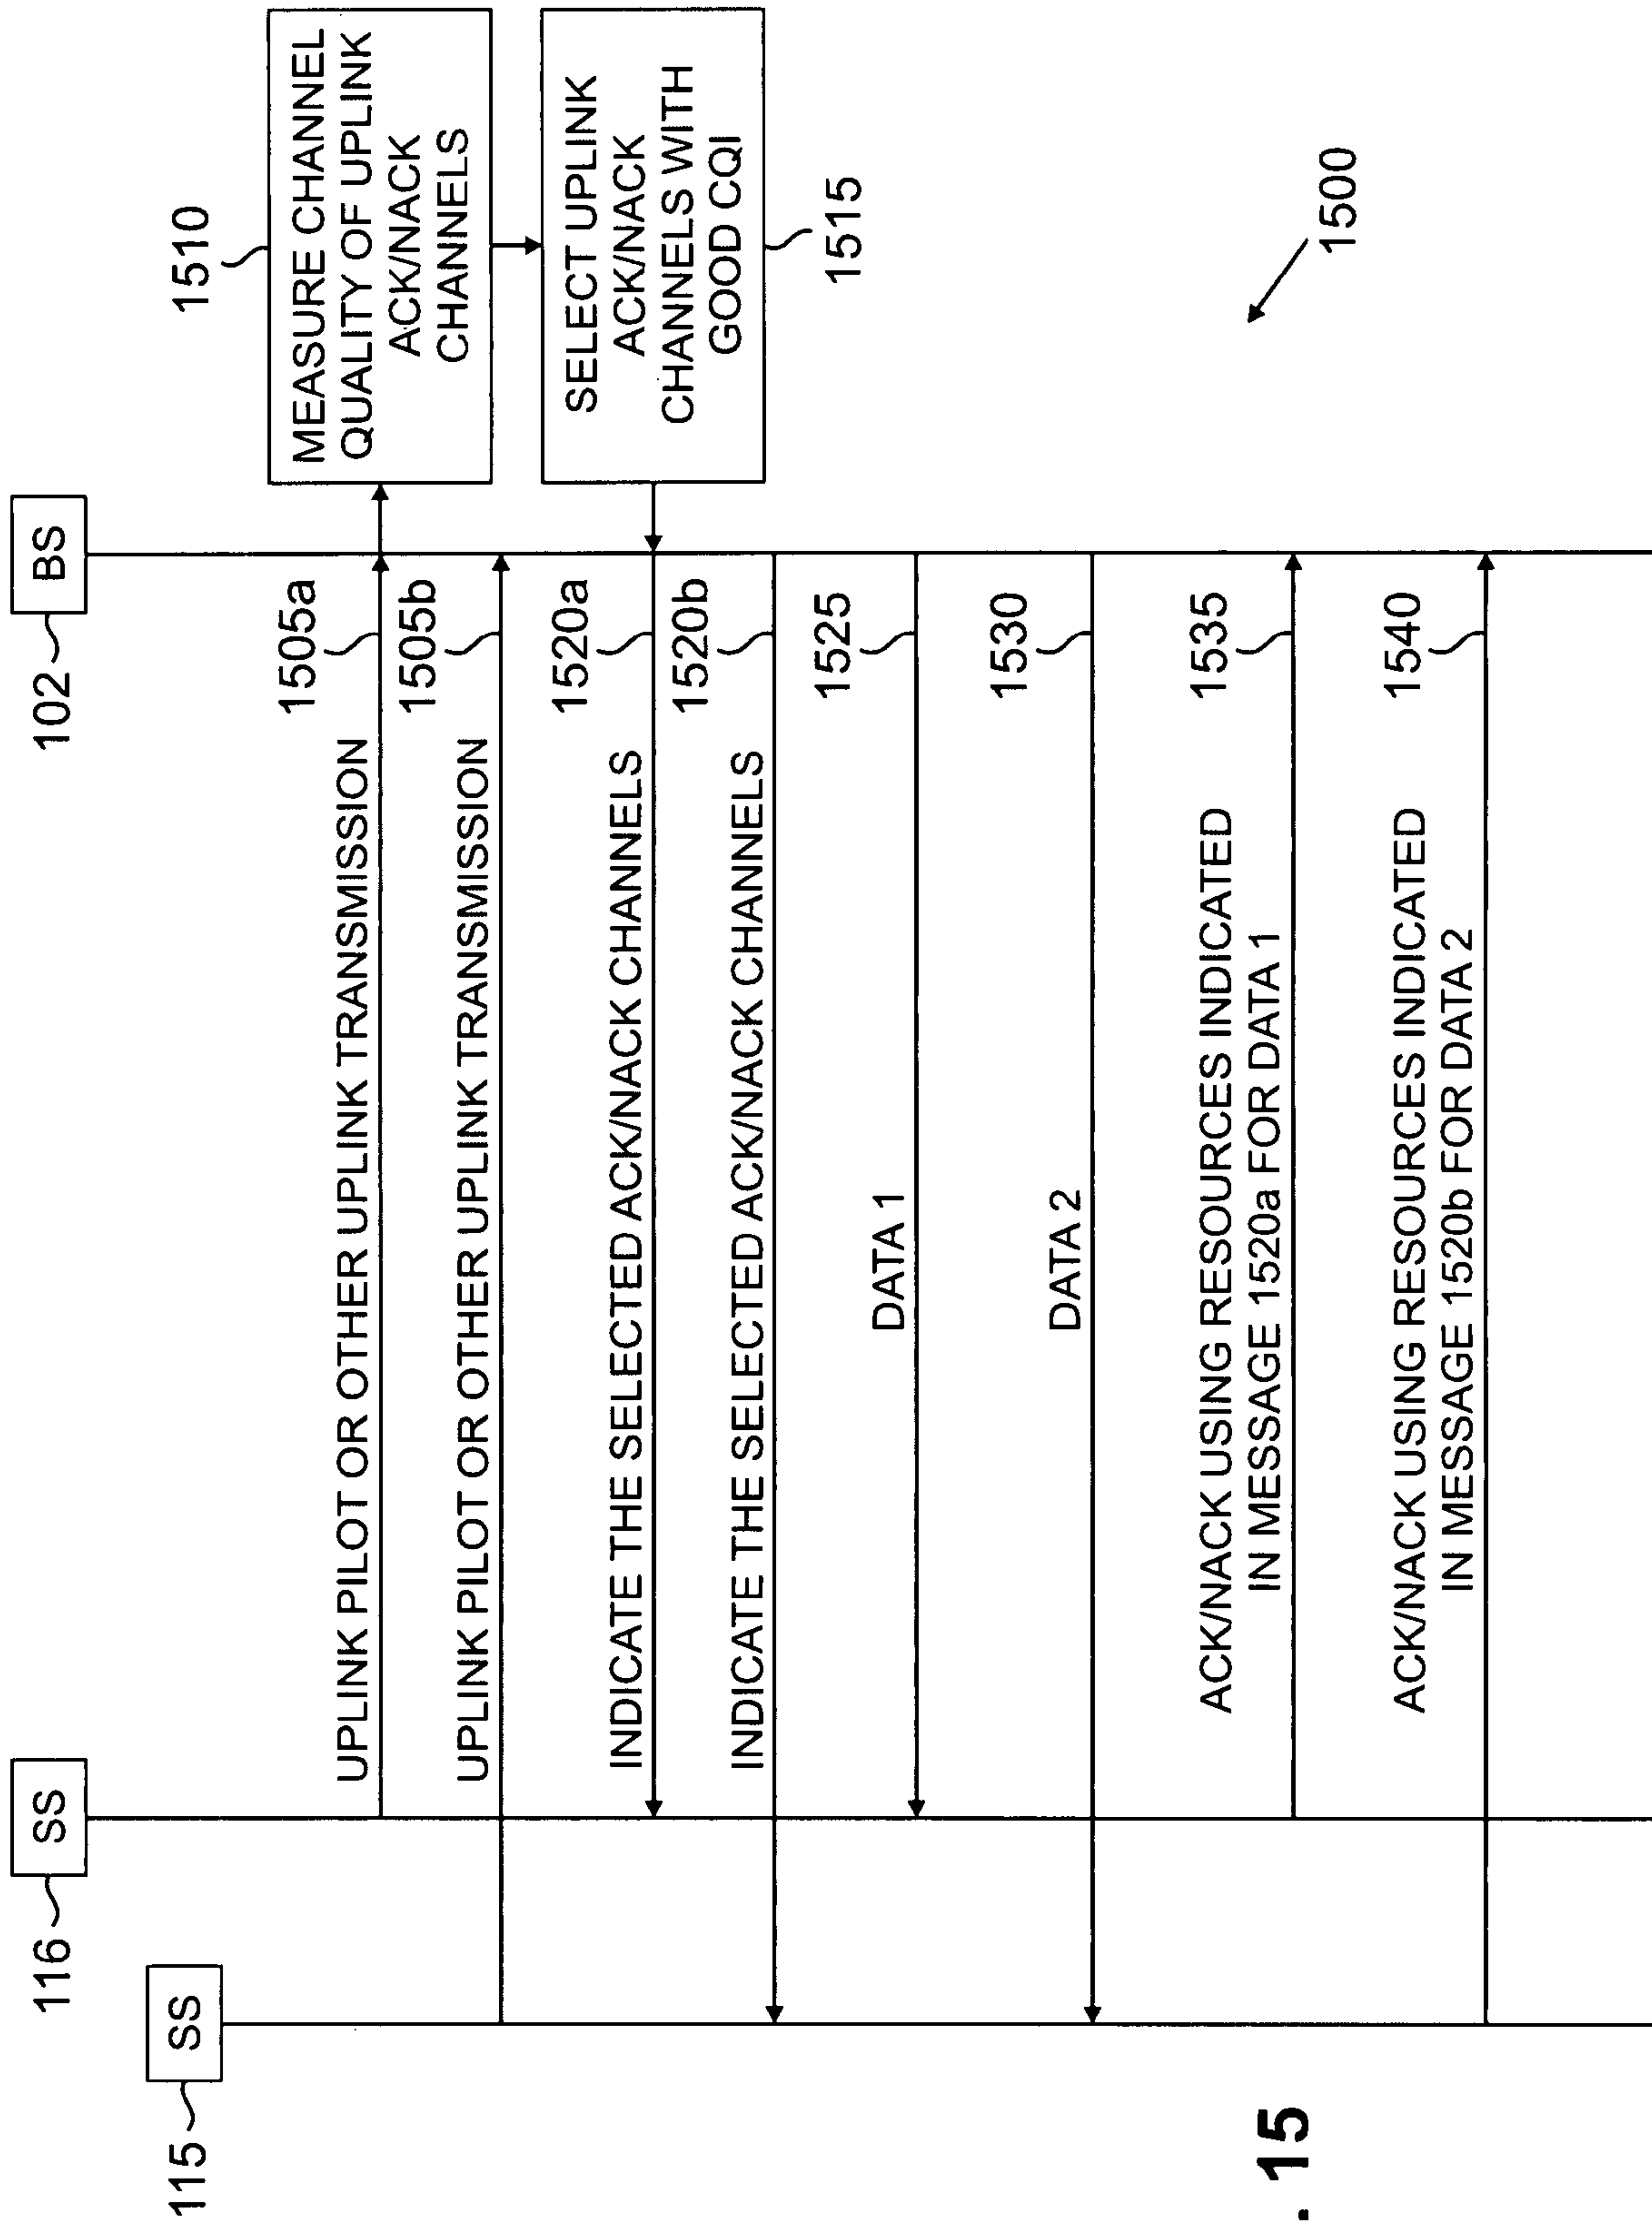 115
SS
116
SS
102
BS
UPLINK PILOT OR OTHER UPLINK TRANSMISSION
1505a
UPLINK PILOT OR OTHER UPLINK TRANSMISSION
1505b
1510
MEASURE CHANNEL
QUALITY OF UPLINK
ACK/NACK
CHANNELS
SELECT UPLINK
ACK/NACK
CHANNELS WITH
GOOD CQI
1515
INDICATE THE SELECTED ACK/NACK CHANNELS
1520a
INDICATE THE SELECTED ACK/NACK CHANNELS
1520b
DATA 1
1525
DATA 2
1530
ACK/NACK USING RESOURCES INDICATED
IN MESSAGE 1520a FOR DATA 1
1535
ACK/NACK USING RESOURCES INDICATED
IN MESSAGE 1520b FOR DATA 2
1540
1500
. 15